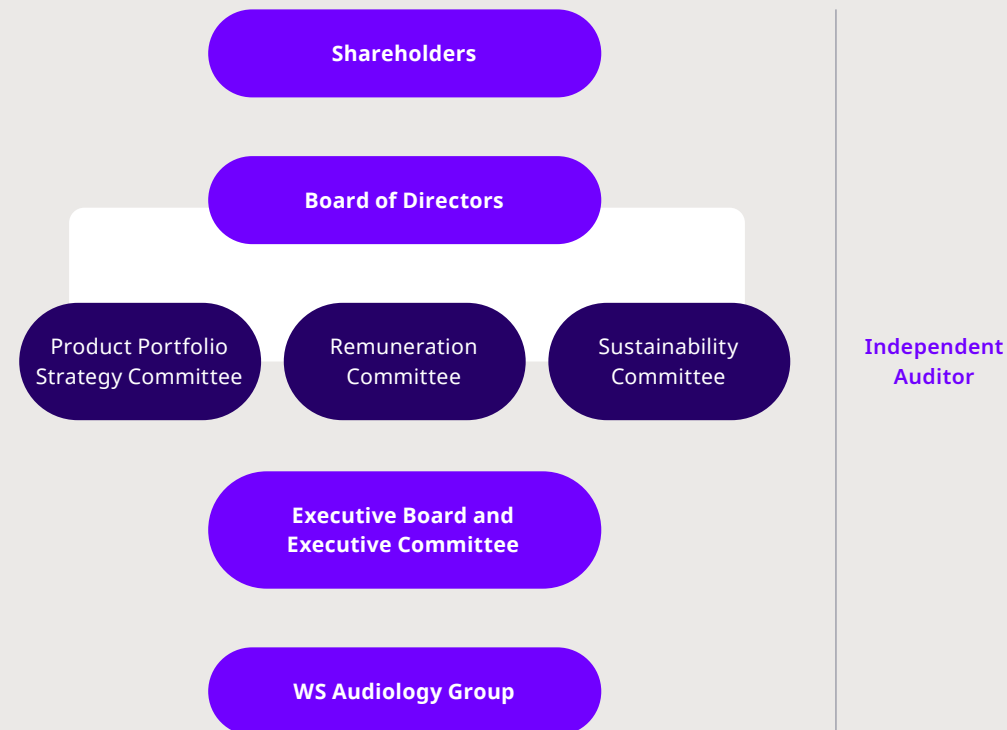 Shareholders
Board of Directors
Product Portfolio
Strategy Committee
Remuneration
Committee
Sustainability
Committee
Independent
Auditor
Executive Board and
Executive Committee
WS Audiology Group